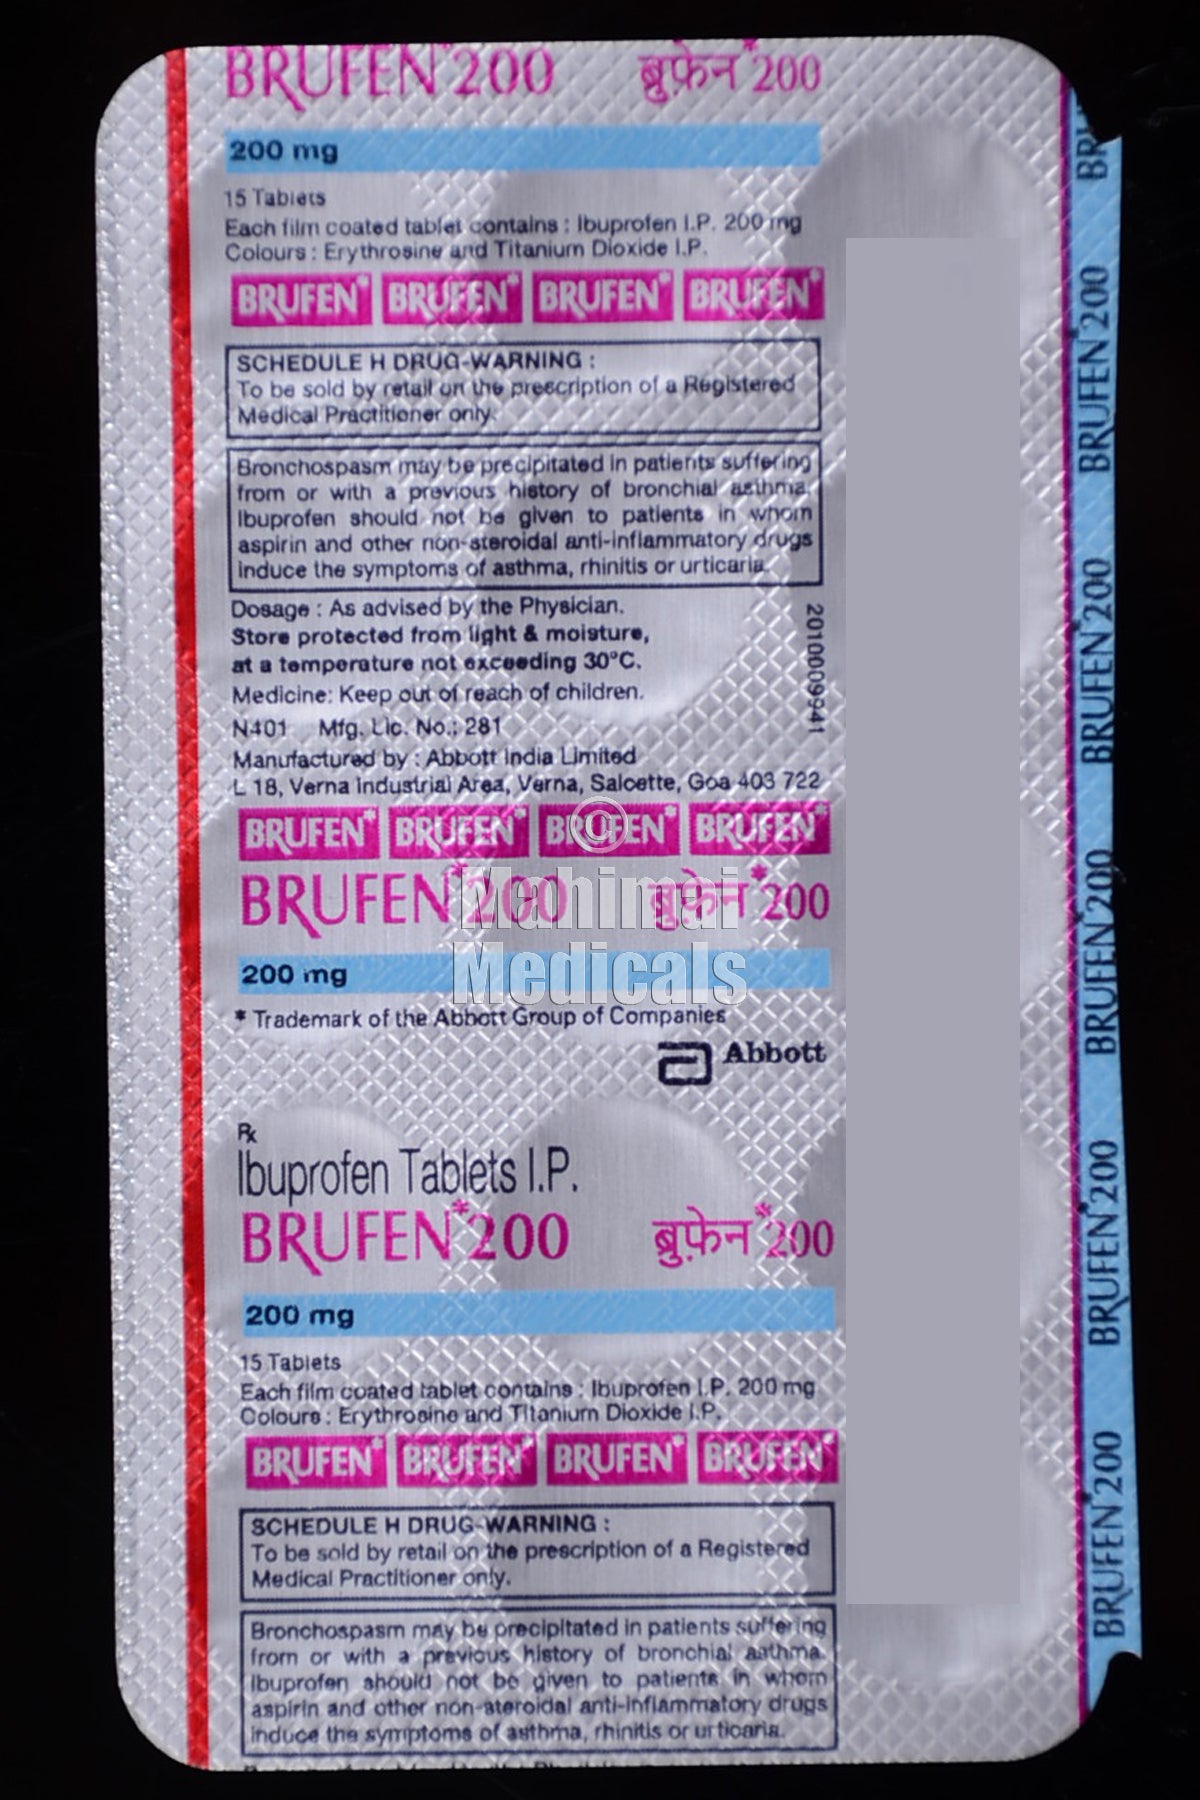 BRUFEN*200 ब्रुफ़ेन*200
200 mg
15 Tablets
Each film coated tablet contains : Ibuprofen I.P. 200 mg
Colours : Erythrosine and Titanium Dioxide I.P.
BRUFEN* BRUFEN* BRUFEN* BRUFEN*
SCHEDULE H DRUG-WARNING :
To be sold by retail on the prescription of a Registered
Medical Practitioner only.
Bronchospasm may be precipitated in patients suffering
from or with a previous history of bronchial asthma.
Ibuprofen should not be given to patients in whom
aspirin and other non-steroidal anti-inflammatory drugs
induce the symptoms of asthma, rhinitis or urticaria.
Dosage : As advised by the Physician.
Store protected from light & moisture,
at a temperature not exceeding 30°C.
Medicine: Keep out of reach of children.
N401 Mfg. Lic. No.: 281
Manufactured by : Abbott India Limited
L 18, Verna Industrial Area, Verna, Salcette, Goa 403 722
2010009941
BRUFEN* BRUFEN* BRUFEN* BRUFEN*
BRUFEN*200 ब्रुफ़ेन*200
200 mg
* Trademark of the Abbott Group of Companies
Abbott
©
Mahimai
Medicals
Rx
Ibuprofen Tablets I.P.
BRUFEN*200 ब्रुफ़ेन*200
200 mg
15 Tablets
Each film coated tablet contains : Ibuprofen I.P. 200 mg
Colours : Erythrosine and Titanium Dioxide I.P.
BRUFEN* BRUFEN* BRUFEN* BRUFEN*
SCHEDULE H DRUG-WARNING :
To be sold by retail on the prescription of a Registered
Medical Practitioner only.
Bronchospasm may be precipitated in patients suffering
from or with a previous history of bronchial asthma.
Ibuprofen should not be given to patients in whom
aspirin and other non-steroidal anti-inflammatory drugs
induce the symptoms of asthma, rhinitis or urticaria.
BRUFEN*200 BRUFEN*200 BRUFEN*200 BRUFEN*200 BRUFEN*200 BR